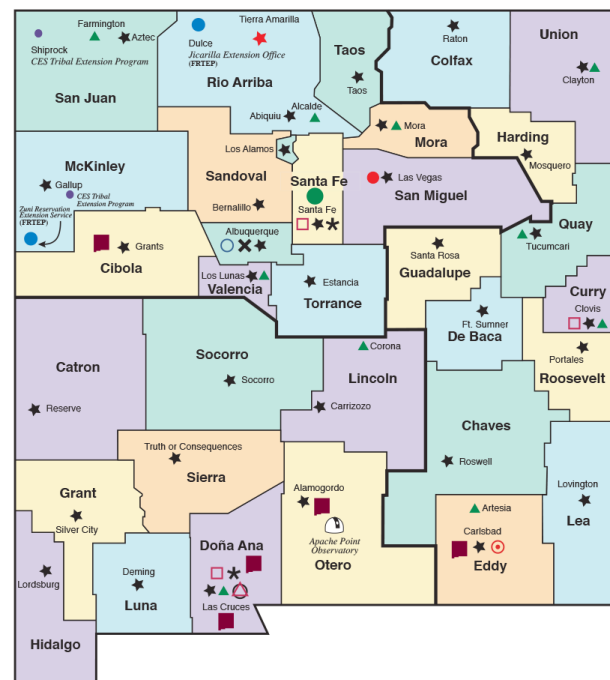 Farmington
Aztec
Shiprock
CES Tribal Extension Program
San Juan
Dulce
Jicarilla Extension Office
(FRTEP)
Tierra Amarilla
Rio Arriba
Abiquiu
Alcalde
Taos
Taos
Raton
Colfax
Union
Clayton
McKinley
Gallup
CES Tribal
Extension Program
Zuni Reservation
Extension Service
(FRTEP)
Los Alamos
Sandoval
Bernalillo
Santa Fe
Santa Fe
Mora
Mora
Harding
Mosquero
Las Vegas
San Miguel
Quay
Tucumcari
Grants
Cibola
Albuquerque
Los Lunas
Valencia
Estancia
Torrance
Santa Rosa
Guadalupe
Curry
Clovis
Ft. Sumner
De Baca
Portales
Roosevelt
Catron
Reserve
Socorro
Socorro
Corona
Lincoln
Carrizozo
Chaves
Roswell
Truth or Consequences
Sierra
Grant
Silver City
Alamogordo
Apache Point
Observatory
Otero
Lovington
Lea
Artesia
Carlsbad
Eddy
Lordsburg
Hidalgo
Deming
Luna
Doña Ana
Las Cruces